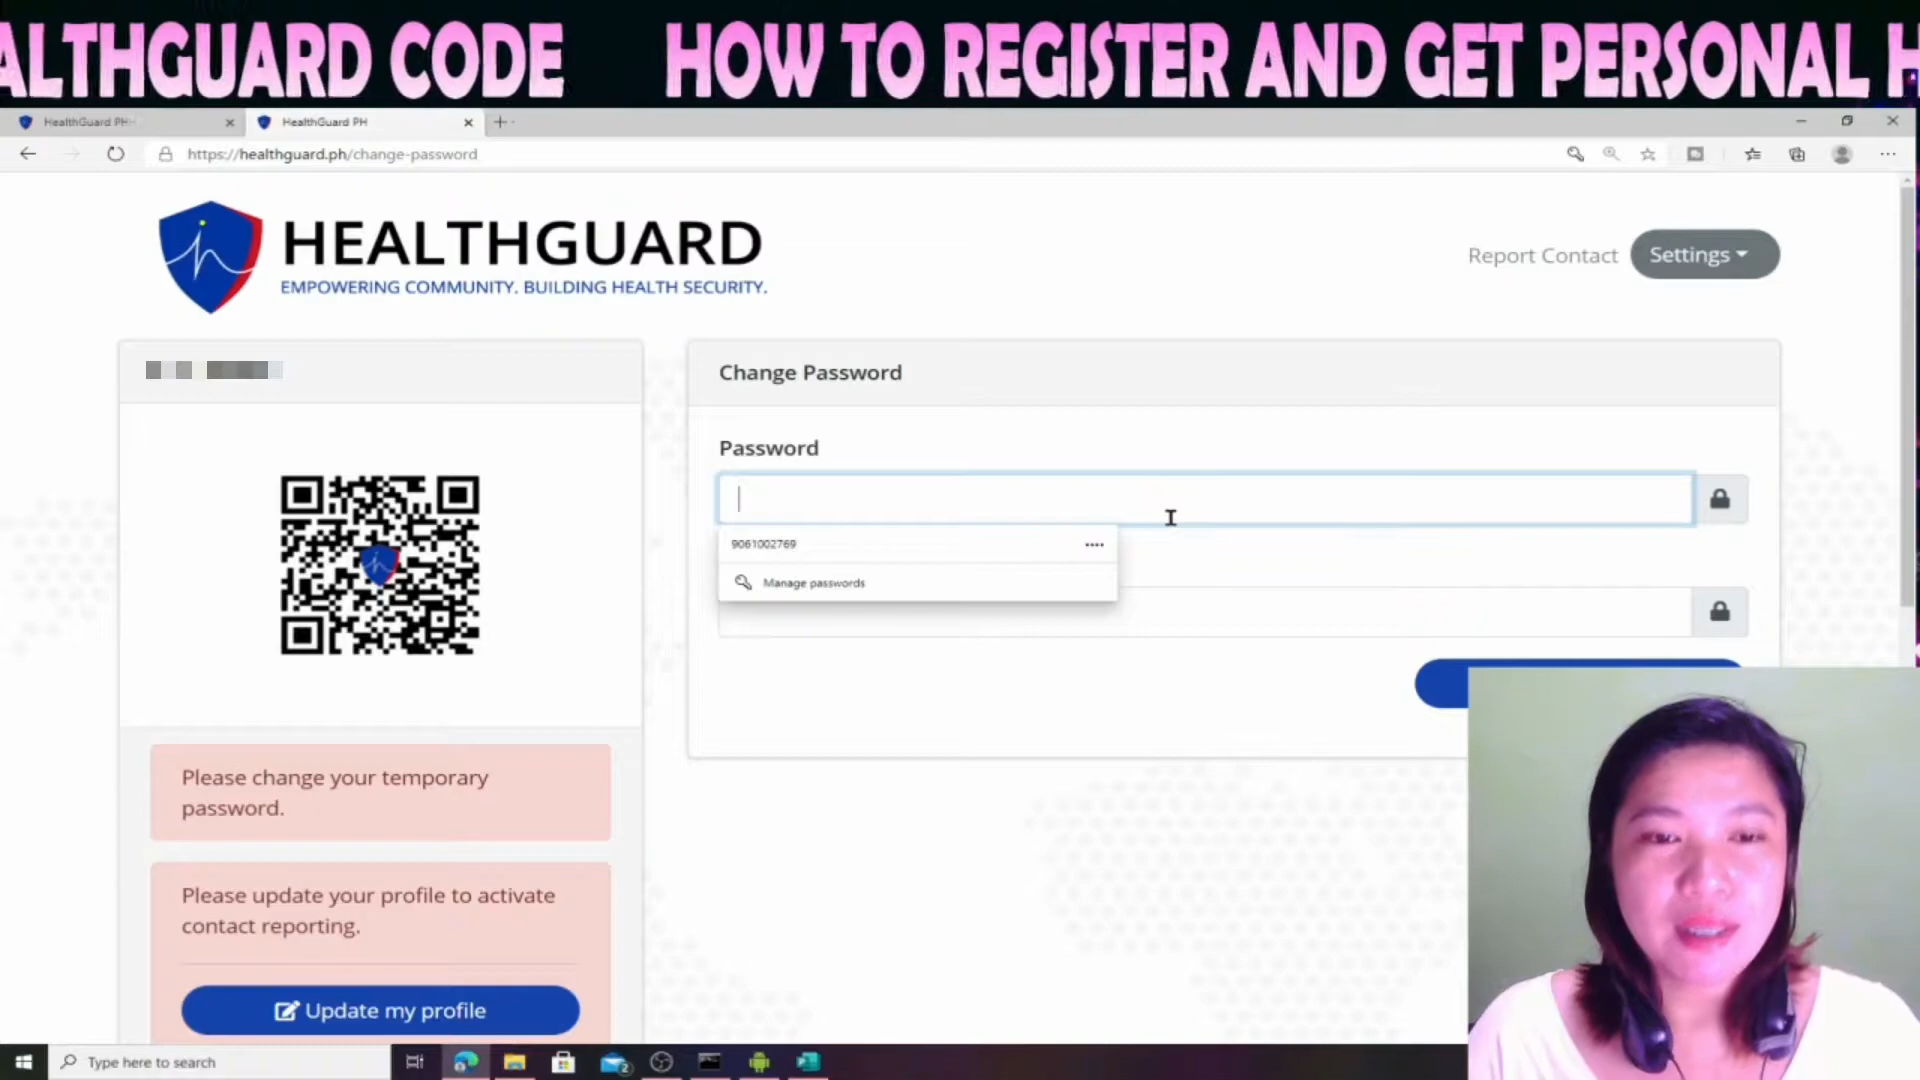 ALTHGUARD CODE HOW TO REGISTER AND GET PERSONAL H
HealthGuard PH
HealthGuard PH
https://healthguard.ph/change-password
HEALTHGUARD
EMPOWERING COMMUNITY. BUILDING HEALTH SECURITY.
Report Contact
Settings
Change Password
Password
9061002769
••••
Manage passwords
Please change your temporary
password.
Please update your profile to activate
contact reporting.
Update my profile
Type here to search
2